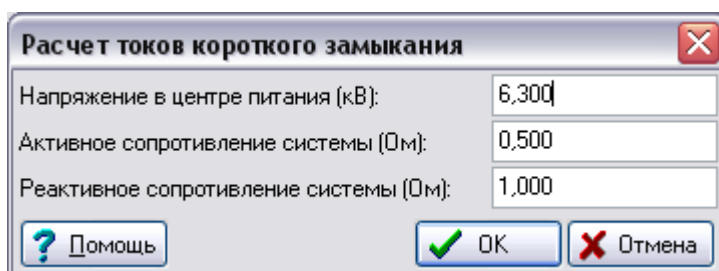 Расчет токов короткого замыкания
Напряжение в центре питания (кВ): 6,300
Активное сопротивление системы (Ом): 0,500
Реактивное сопротивление системы (Ом): 1,000
Помощь OK Отмена